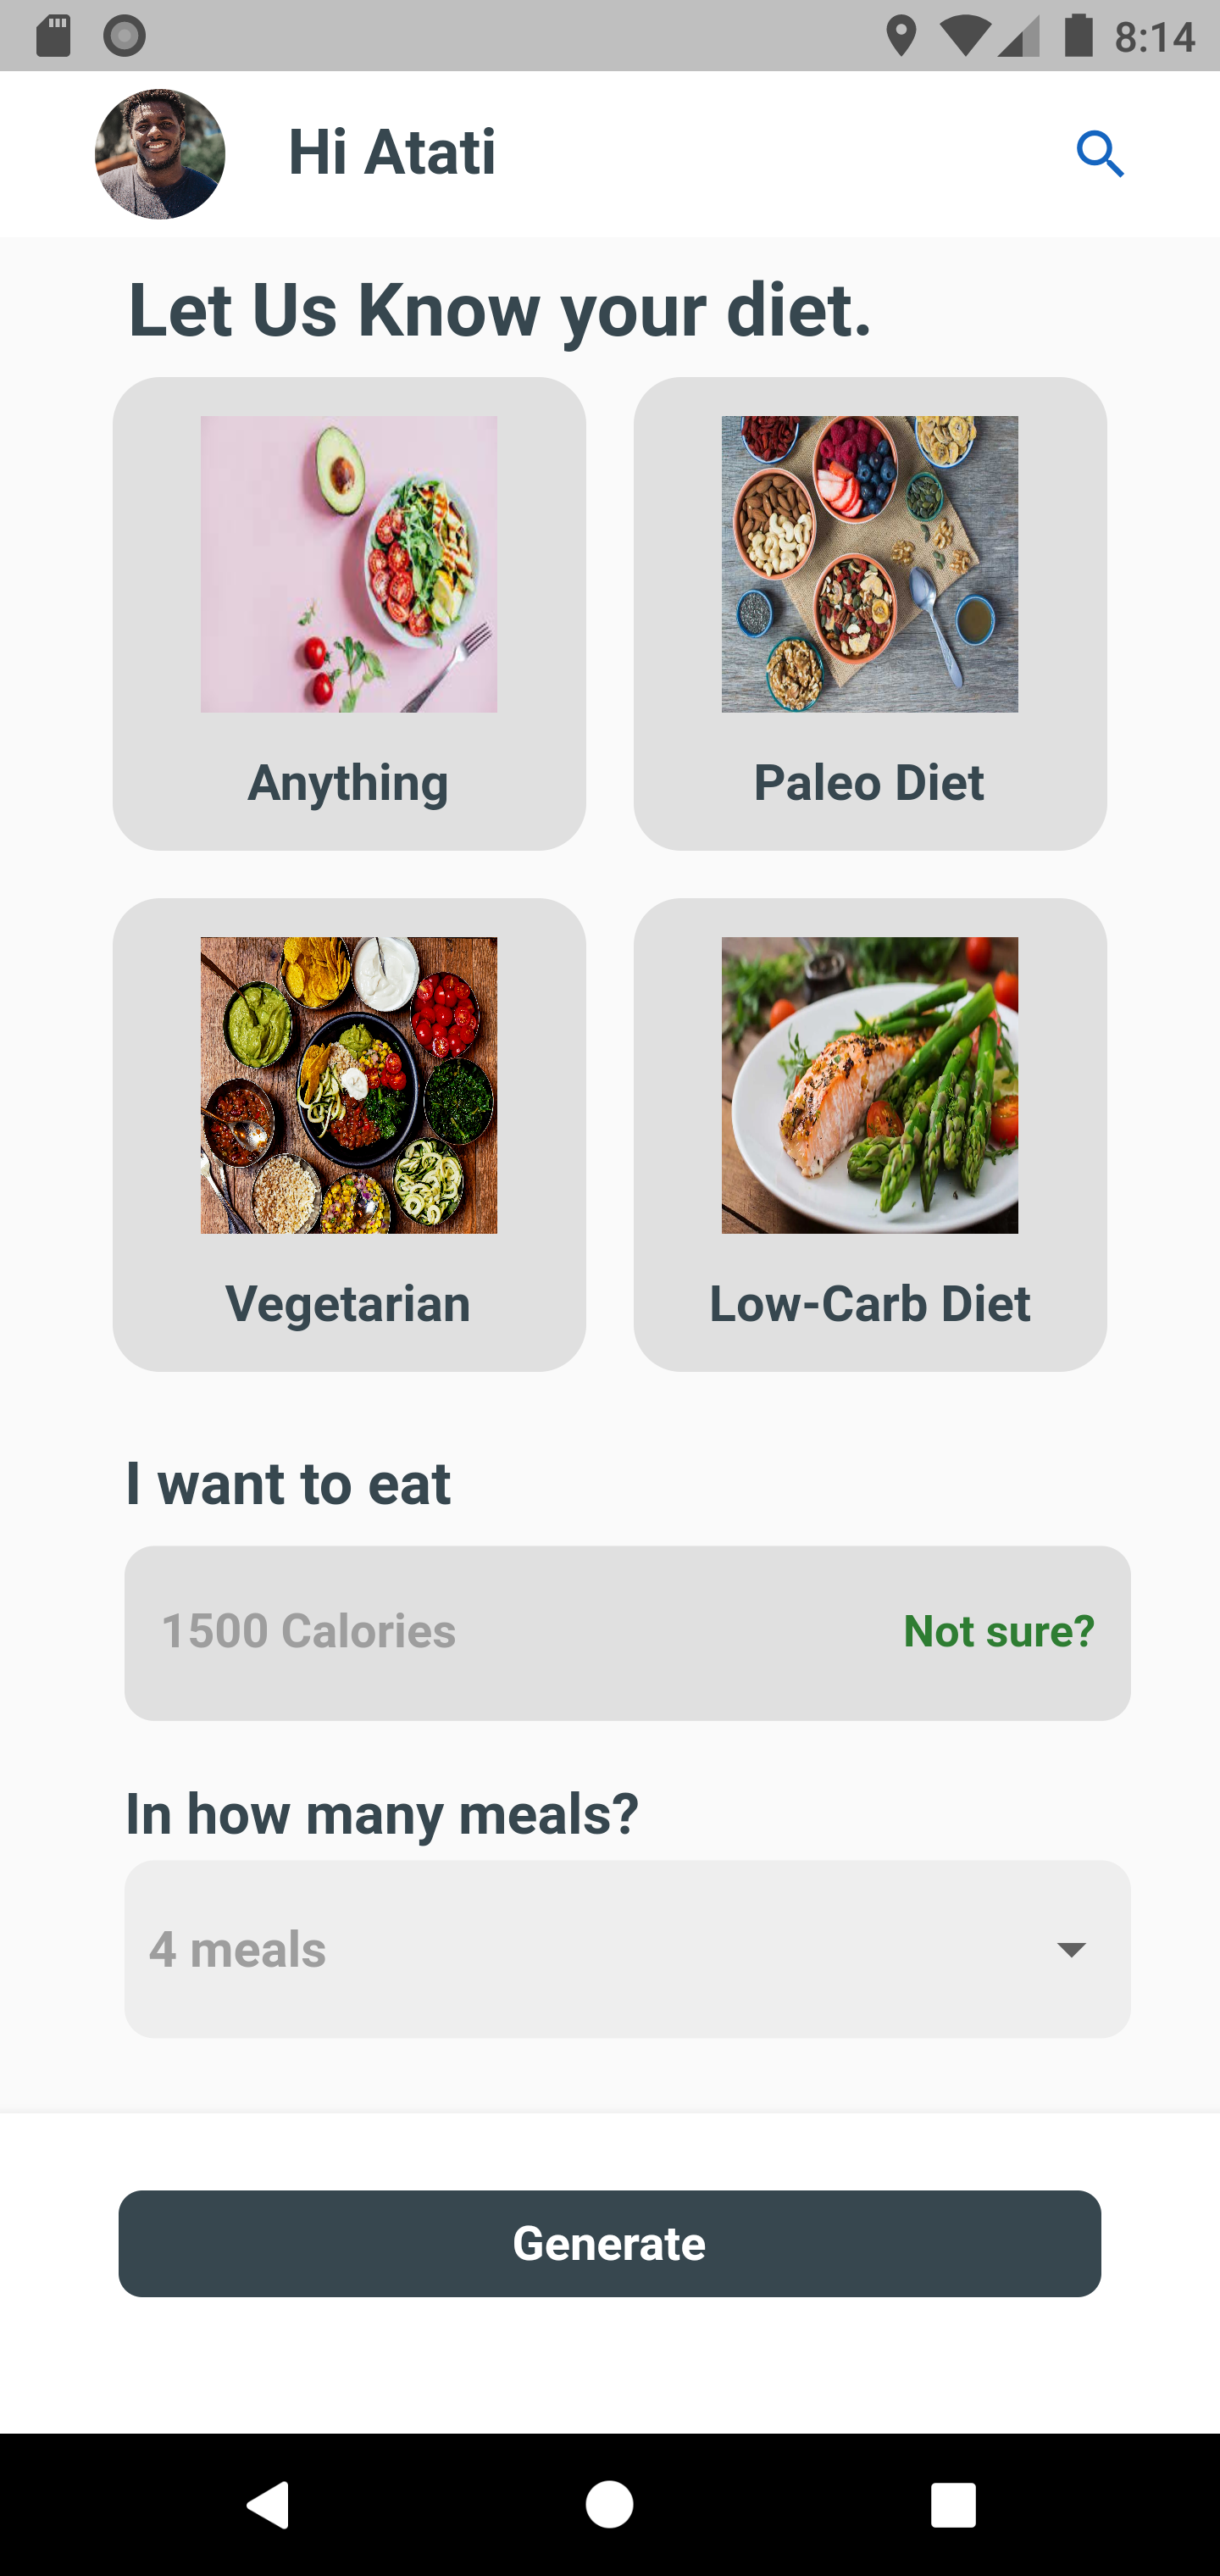 8:14
Hi Atati
Let Us Know your diet.
Anything
Paleo Diet
Vegetarian
Low-Carb Diet
I want to eat
1500 Calories
Not sure?
In how many meals?
4 meals
Generate